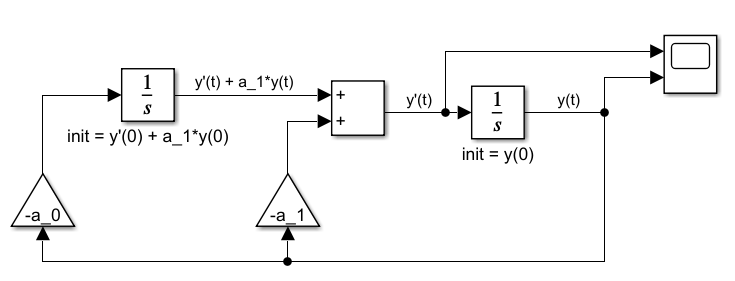 1
s
y'(t) + a_1*y(t)
+
+
y'(t)
1
s
y(t)
init = y'(0) + a_1*y(0)
init = y(0)
-a_0
-a_1